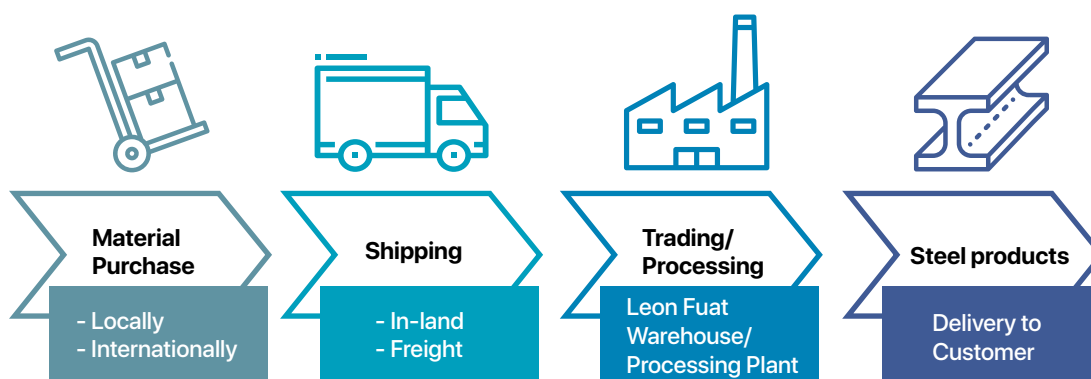 Material
Purchase
- Locally
- Internationally
Shipping
- In-land
- Freight
Trading/
Processing
Leon Fuat
Warehouse/
Processing Plant
Steel products
Delivery to
Customer